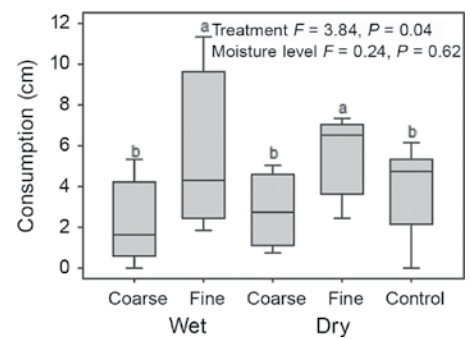 Treatment F = 3.84, P = 0.04
Moisture level F = 0.24, P = 0.62
Consumption (cm)
12
10
8
6
4
2
0
b
a
b
a
b
Coarse Fine Coarse Fine Control
Wet Dry